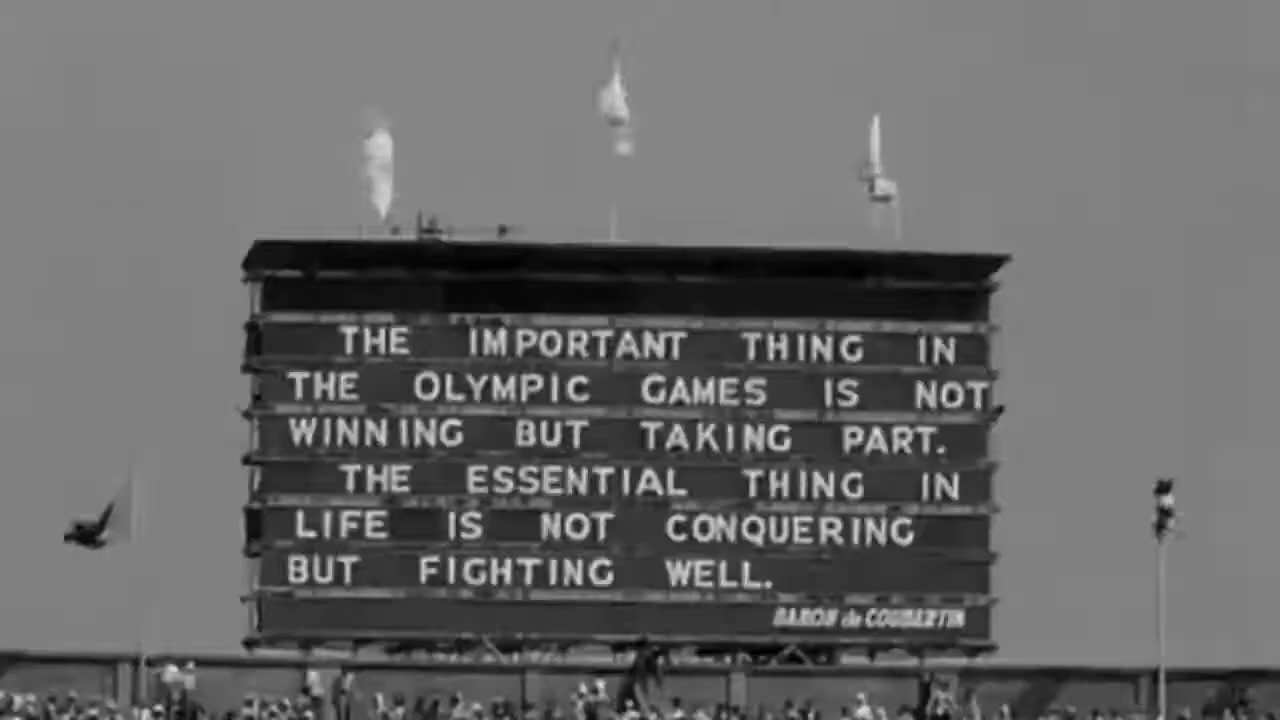 THE IMPORTANT THING IN
THE OLYMPIC GAMES IS NOT
WINNING BUT TAKING PART.
THE ESSENTIAL THING IN
LIFE IS NOT CONQUERING
BUT FIGHTING WELL.
BARON de COUBERTIN